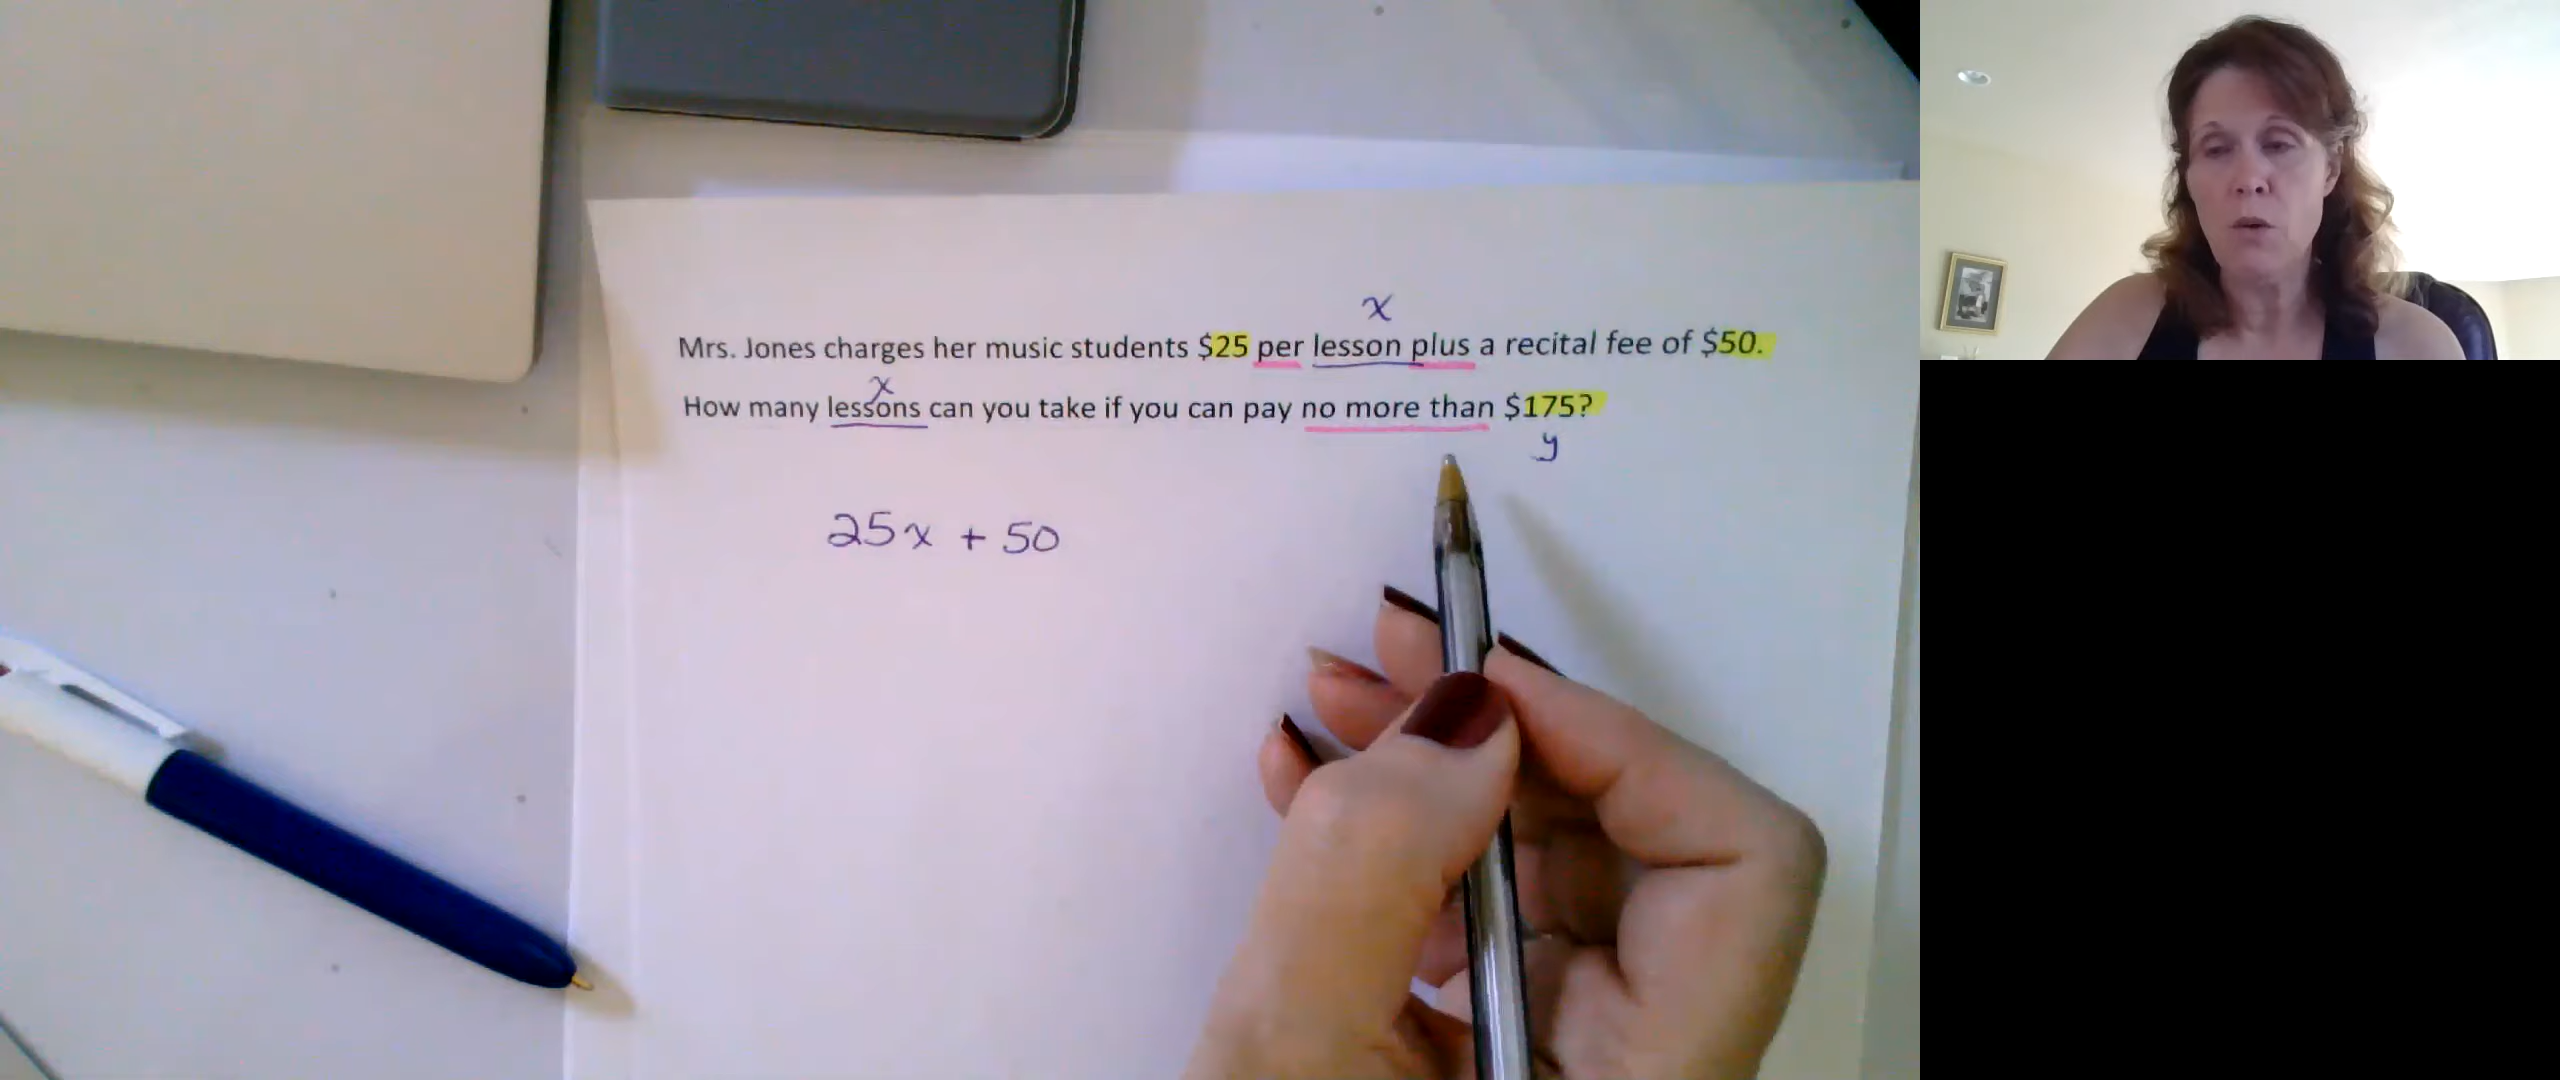 x
Mrs. Jones charges her music students $25 per lesson plus a recital fee of $50.
x
How many lessons can you take if you can pay no more than $175?
y
25x + 50